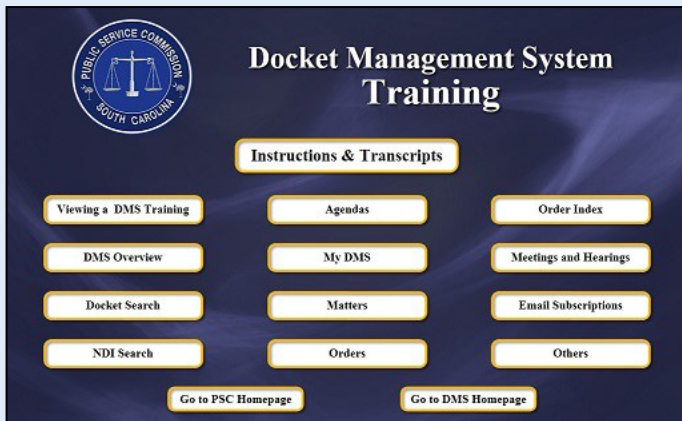 PUBLIC SERVICE COMMISSION
SOUTH CAROLINA
Docket Management System
Training
Instructions & Transcripts
Viewing a DMS Training
Agendas
Order Index
DMS Overview
My DMS
Meetings and Hearings
Docket Search
Matters
Email Subscriptions
NDI Search
Orders
Others
Go to PSC Homepage
Go to DMS Homepage